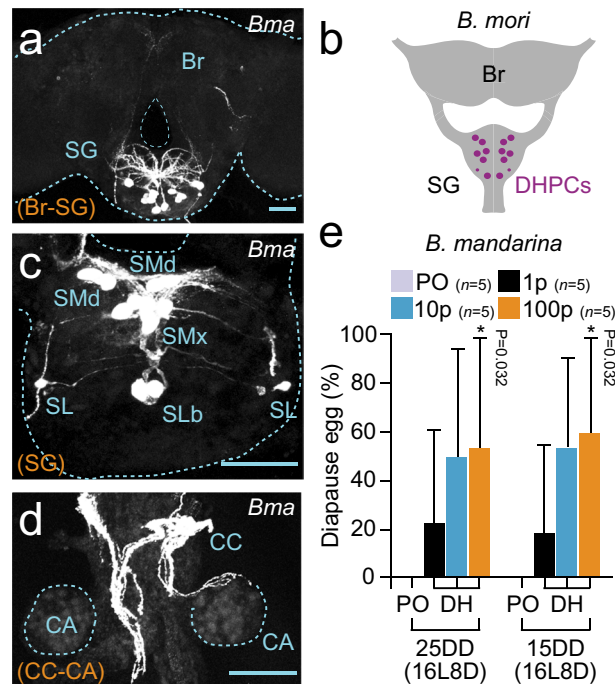 a
Bma
Br
SG
(Br-SG)
b
B. mori
Br
SG
DHPCs
c
Bma
SMd
SMd
SMx
SL
SLb
SL
(SG)
d
Bma
CC
CA
CA
(CC-CA)
e
B. mandarina
PO (n=5) 1p (n=5)
10p (n=5) 100p (n=5)
Diapause egg (%)
100
80
60
40
20
0
* P=0.032
* P=0.032
PO DH PO DH
25DD 15DD
(16L8D) (16L8D)